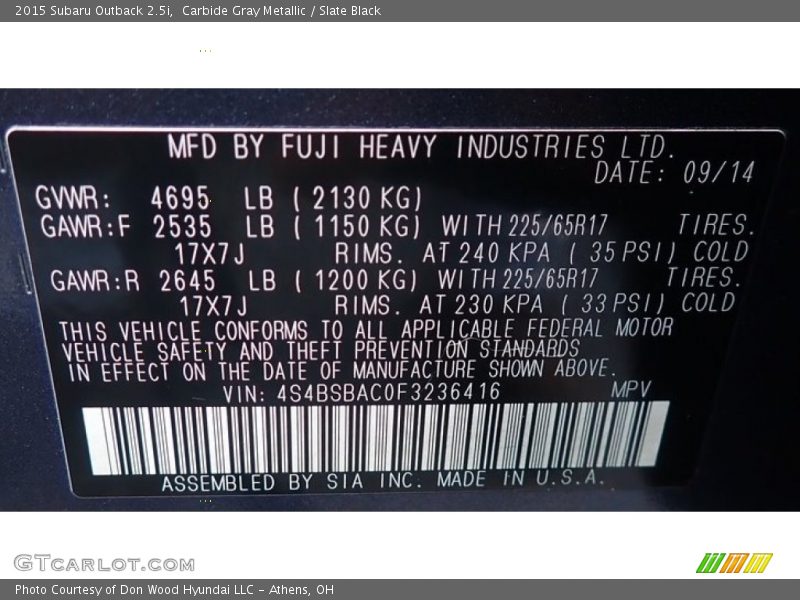 2015 Subaru Outback 2.5i,  Carbide Gray Metallic / Slate Black
MFD BY FUJI HEAVY INDUSTRIES LTD.
DATE: 09/14
GVWR: 4695 LB ( 2130 KG)
GAWR:F 2535 LB ( 1150 KG) WITH 225/65R17 TIRES.
17X7J RIMS. AT 240 KPA ( 35 PSI) COLD
GAWR:R 2645 LB ( 1200 KG) WITH 225/65R17 TIRES.
17X7J RIMS. AT 230 KPA ( 33 PSI) COLD
THIS VEHICLE CONFORMS TO ALL APPLICABLE FEDERAL MOTOR
VEHICLE SAFETY AND THEFT PREVENTION STANDARDS
IN EFFECT ON THE DATE OF MANUFACTURE SHOWN ABOVE.
VIN: 4S4BSBAC0F3236416 MPV
ASSEMBLED BY SIA INC. MADE IN U.S.A.
GTCarLot.com
Photo Courtesy of Don Wood Hyundai LLC - Athens, OH